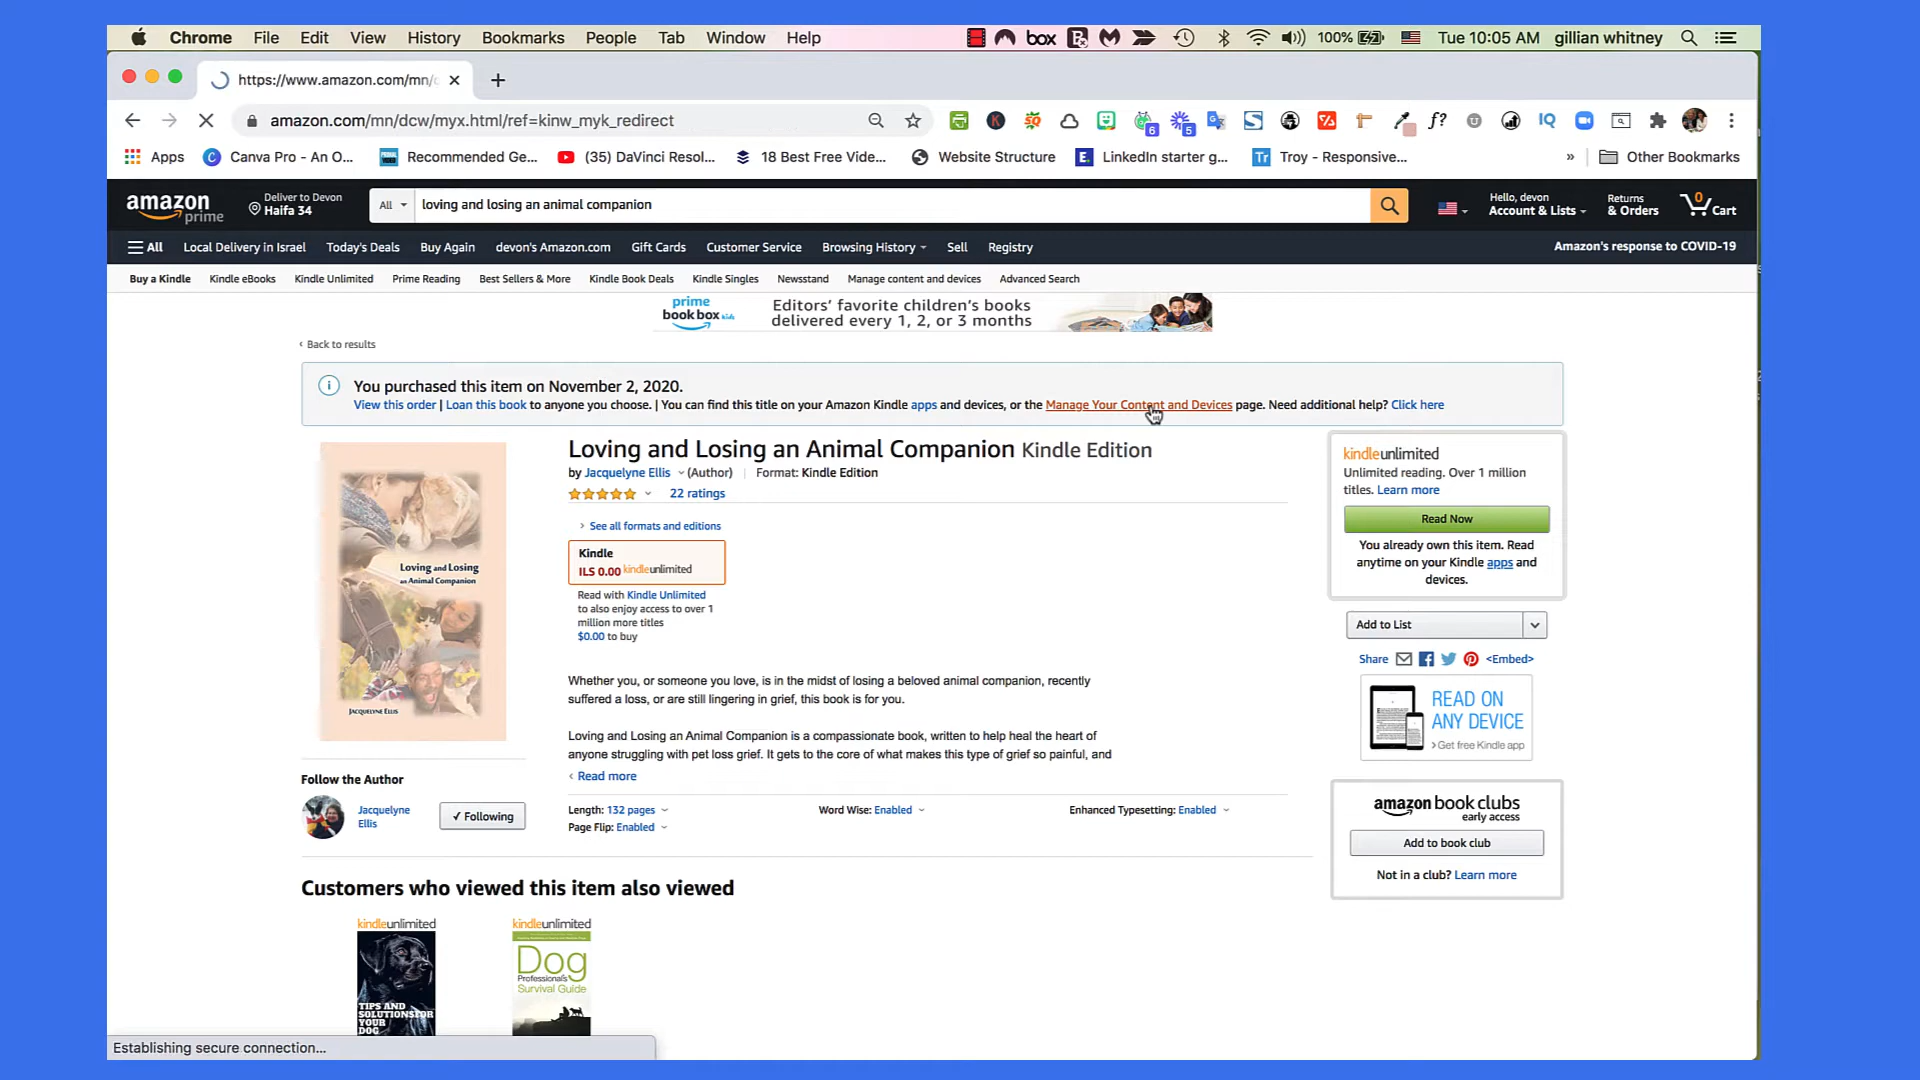 Chrome File Edit View History Bookmarks People Tab Window Help box 100% Tue 10:05 AM gillian whitney
https://www.amazon.com/mn/
amazon.com/mn/dcw/myx.html/ref=kinw_myk_redirect
Apps Canva Pro - An O... Recommended Ge... (35) DaVinci Resol... 18 Best Free Vide... Website Structure LinkedIn starter g... Troy - Responsive... » Other Bookmarks
amazon prime Deliver to Devon Haifa 34 All loving and losing an animal companion Hello, devon Account & Lists Returns & Orders 0 Cart
All Local Delivery in Israel Today's Deals Buy Again devon's Amazon.com Gift Cards Customer Service Browsing History Sell Registry Amazon's response to COVID-19
Buy a Kindle Kindle eBooks Kindle Unlimited Prime Reading Best Sellers & More Kindle Book Deals Kindle Singles Newsstand Manage content and devices Advanced Search
prime book box kids Editors' favorite children's books
delivered every 1, 2, or 3 months
‹ Back to results
You purchased this item on November 2, 2020.
View this order | Loan this book to anyone you choose. | You can find this title on your Amazon Kindle apps and devices, or the Manage Your Content and Devices page. Need additional help? Click here
Loving and Losing
an Animal Companion
JACQUELYNE ELLIS
Follow the Author
Jacquelyne
Ellis
✓ Following
Loving and Losing an Animal Companion Kindle Edition
by Jacquelyne Ellis (Author) | Format: Kindle Edition
22 ratings
› See all formats and editions
Kindle
ILS 0.00 kindleunlimited
Read with Kindle Unlimited
to also enjoy access to over 1
million more titles
$0.00 to buy
Whether you, or someone you love, is in the midst of losing a beloved animal companion, recently
suffered a loss, or are still lingering in grief, this book is for you.
Loving and Losing an Animal Companion is a compassionate book, written to help heal the heart of
anyone struggling with pet loss grief. It gets to the core of what makes this type of grief so painful, and
‹ Read more
Length: 132 pages Word Wise: Enabled Enhanced Typesetting: Enabled
Page Flip: Enabled
kindleunlimited
Unlimited reading. Over 1 million
titles. Learn more
Read Now
You already own this item. Read
anytime on your Kindle apps and
devices.
Add to List
Share <Embed>
READ ON
ANY DEVICE
› Get free Kindle app
amazon book clubs
early access
Add to book club
Not in a club? Learn more
Customers who viewed this item also viewed
kindleunlimited kindleunlimited
TIPS AND
SOLUTIONS FOR
YOUR
DOG
Dog
Professional's
Survival Guide
Establishing secure connection...